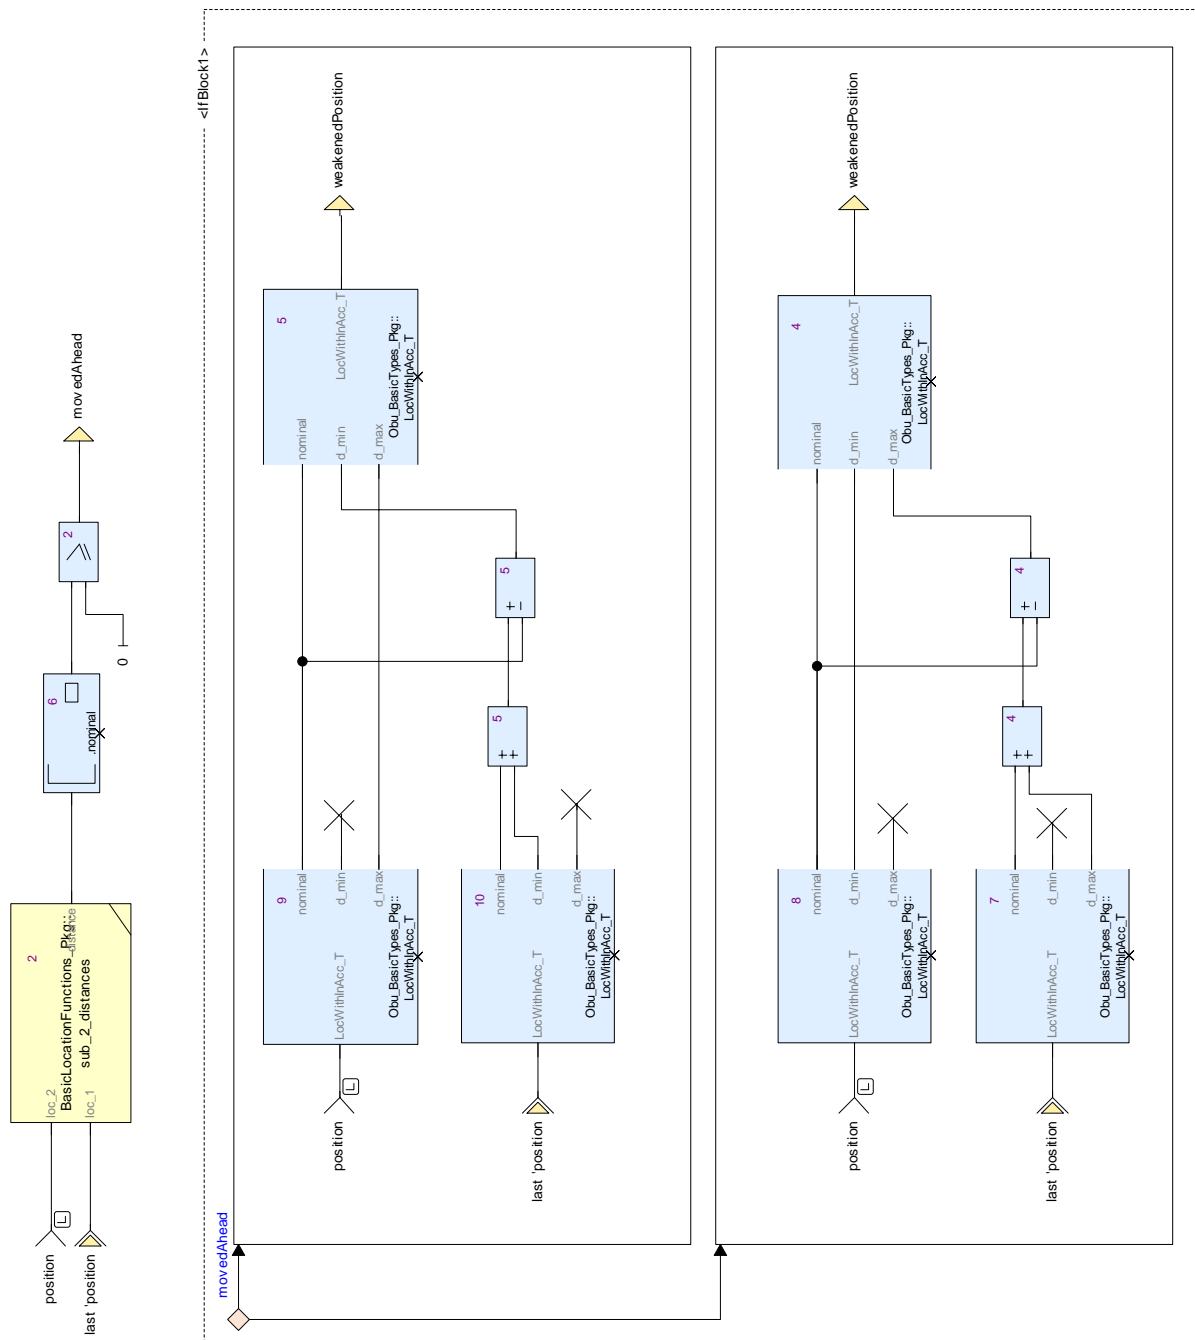 position
last 'position
loc_2
loc_1
2
BasicLocationFunctions_Pkg::
sub_2_distances
distance
L
6
.nominal
0
2
≥
movedAhead
<IfBlock1>
movedAhead
position
L
9
LocWithInAcc_T
nominal
d_min
d_max
Obu_BasicTypes_Pkg::
LocWithInAcc_T
last 'position
10
LocWithInAcc_T
nominal
d_min
d_max
Obu_BasicTypes_Pkg::
LocWithInAcc_T
5
+
+
5
+
−
5
nominal
d_min
d_max
LocWithInAcc_T
Obu_BasicTypes_Pkg::
LocWithInAcc_T
weakenedPosition
position
L
8
LocWithInAcc_T
nominal
d_min
d_max
Obu_BasicTypes_Pkg::
LocWithInAcc_T
last 'position
7
LocWithInAcc_T
nominal
d_min
d_max
Obu_BasicTypes_Pkg::
LocWithInAcc_T
4
+
+
4
+
−
4
nominal
d_min
d_max
LocWithInAcc_T
Obu_BasicTypes_Pkg::
LocWithInAcc_T
weakenedPosition